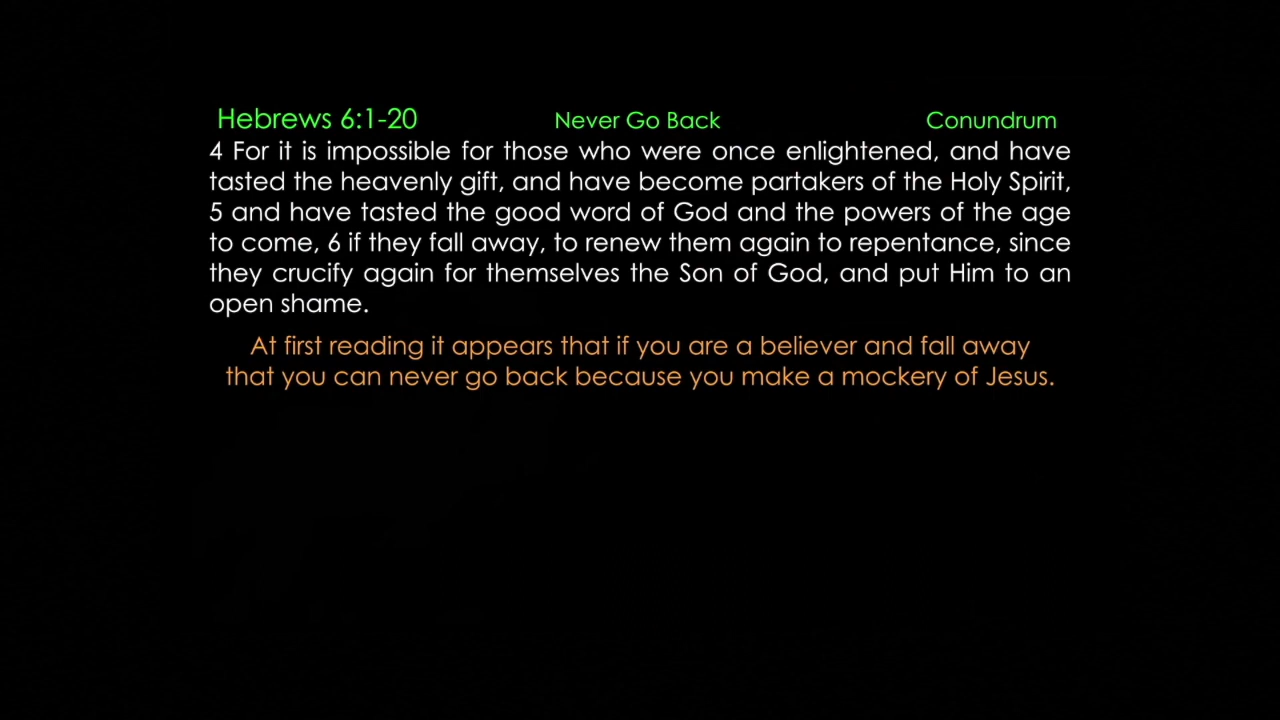 Hebrews 6:1-20 Never Go Back Conundrum
4 For it is impossible for those who were once enlightened, and have
tasted the heavenly gift, and have become partakers of the Holy Spirit,
5 and have tasted the good word of God and the powers of the age
to come, 6 if they fall away, to renew them again to repentance, since
they crucify again for themselves the Son of God, and put Him to an
open shame.
At first reading it appears that if you are a believer and fall away
that you can never go back because you make a mockery of Jesus.